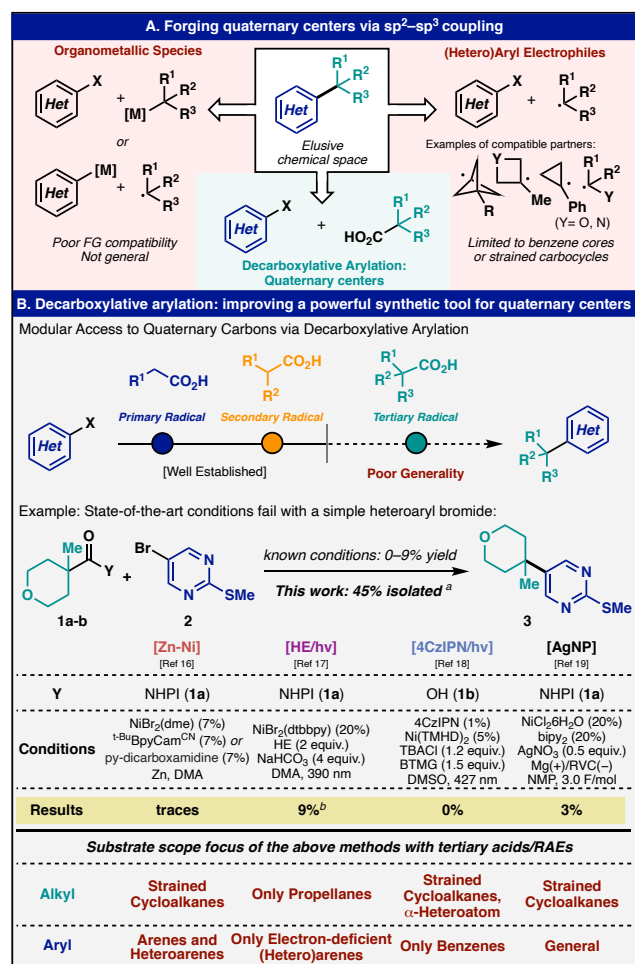 A. Forging quaternary centers via sp²–sp³ coupling
Organometallic Species
(Hetero)Aryl Electrophiles
Het
X
+
[M]
R¹
R²
R³
or
Het
[M]
+
R¹
R²
R³
Poor FG compatibility
Not general
Het
R¹
R²
R³
Elusive
chemical space
Het
X
+
HO₂C
R¹
R²
R³
Decarboxylative Arylation:
Quaternary centers
Het
X
+
R¹
R²
R³
Examples of compatible partners:
R
Y
Me
Ph
R¹
R²
Y
(Y= O, N)
Limited to benzene cores
or strained carbocycles
B. Decarboxylative arylation: improving a powerful synthetic tool for quaternary centers
Modular Access to Quaternary Carbons via Decarboxylative Arylation
R¹ CO₂H
R¹ CO₂H
R²
R¹
R² CO₂H
R³
Primary Radical
Secondary Radical
Tertiary Radical
Het
X
[Well Established]
Poor Generality
R¹
R²
R³
Het
Example: State-of-the-art conditions fail with a simple heteroaryl bromide:
Me
O
Y
O
1a-b
+
Br
N
N
SMe
2
known conditions: 0–9% yield
This work: 45% isolated ᵃ
O
Me
N
N
SMe
3
[Zn-Ni] [HE/hv] [4CzIPN/hv] [AgNP]
[Ref 16] [Ref 17] [Ref 18] [Ref 19]
Y NHPI (1a) NHPI (1a) OH (1b) NHPI (1a)
Conditions
NiBr₂(dme) (7%)
t-BuBpyCamCN (7%) or
py-dicarboxamidine (7%)
Zn, DMA
NiBr₂(dtbbpy) (20%)
HE (2 equiv.)
NaHCO₃ (4 equiv.)
DMA, 390 nm
4CzIPN (1%)
Ni(TMHD)₂ (5%)
TBACl (1.2 equiv.)
BTMG (1.5 equiv.)
DMSO, 427 nm
NiCl₂6H₂O (20%)
bipy₂ (20%)
AgNO₃ (0.5 equiv.)
Mg(+)/RVC(–)
NMP, 3.0 F/mol
Results traces 9%ᵇ 0% 3%
Substrate scope focus of the above methods with tertiary acids/RAEs
Alkyl
Strained
Cycloalkanes
Only Propellanes
Strained
Cycloalkanes,
α-Heteroatom
Strained
Cycloalkanes
Aryl
Arenes and
Heteroarenes
Only Electron-deficient
(Hetero)arenes
Only Benzenes
General